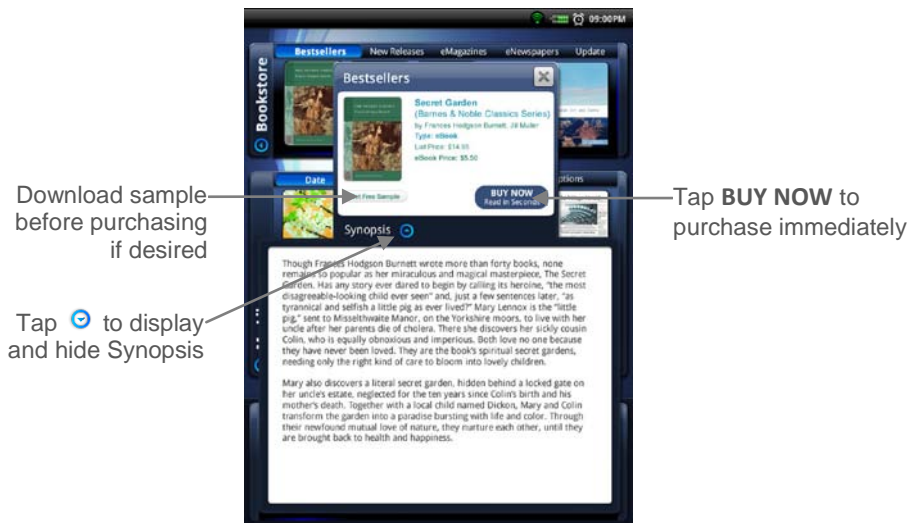 09:00PM
Bookstore
Bestsellers New Releases eMagazines eNewspapers Update
Bestsellers
Secret Garden
(Barnes & Noble Classics Series)
by Frances Hodgson Burnett, Jill Muller
Type: eBook
List Price: $14.95
eBook Price: $5.50
Free Sample
BUY NOW
Read in Seconds
Date
Synopsis
Though Frances Hodgson Burnett wrote more than forty books, none
remains so popular as her miraculous and magical masterpiece, The Secret
Garden. Has any story ever dared to begin by calling its heroine, "the most
disagreeable-looking child ever seen" and, just a few sentences later, "as
tyrannical and selfish a little pig as ever lived?" Mary Lennox is the "little
pig," sent to Misselthwaite Manor, on the Yorkshire moors, to live with her
uncle after her parents die of cholera. There she discovers her sickly cousin
Colin, who is equally obnoxious and imperious. Both love no one because
they have never been loved. They are the book's spiritual secret gardens,
needing only the right kind of care to bloom into lovely children.
Mary also discovers a literal secret garden, hidden behind a locked gate on
her uncle's estate, neglected for the ten years since Colin's birth and his
mother's death. Together with a local child named Dickon, Mary and Colin
transform the garden into a paradise bursting with life and color. Through
their newfound mutual love of nature, they nurture each other, until they
are brought back to health and happiness.
Download sample
before purchasing
if desired
Tap to display
and hide Synopsis
Tap BUY NOW to
purchase immediately